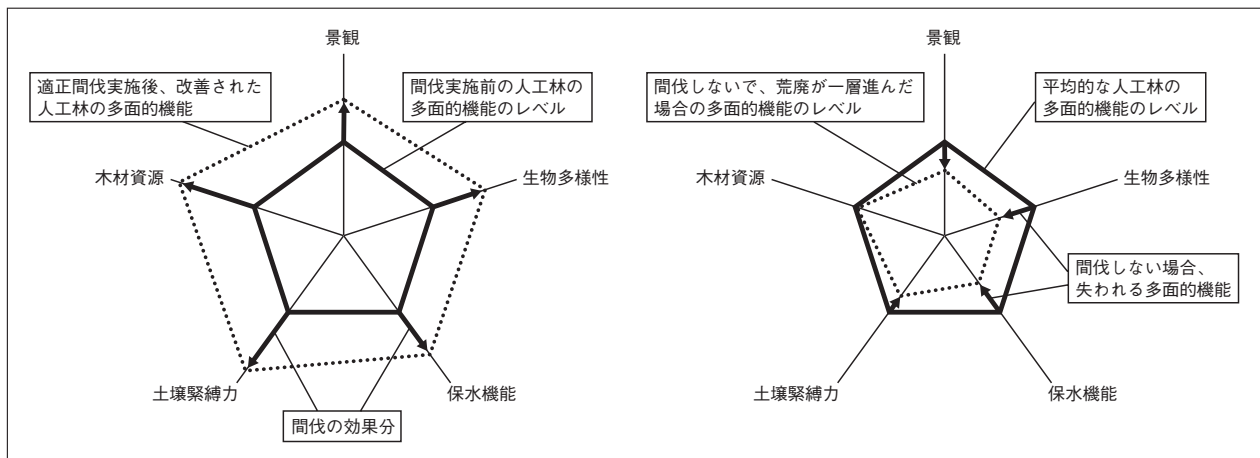 景観
適正間伐実施後、改善された
人工林の多面的機能
間伐実施前の人工林の
多面的機能のレベル
木材資源
生物多様性
土壌緊縛力
保水機能
間伐の効果分
景観
間伐しないで、荒廃が一層進んだ
場合の多面的機能のレベル
平均的な人工林の
多面的機能のレベル
木材資源
生物多様性
間伐しない場合、
失われる多面的機能
土壌緊縛力
保水機能